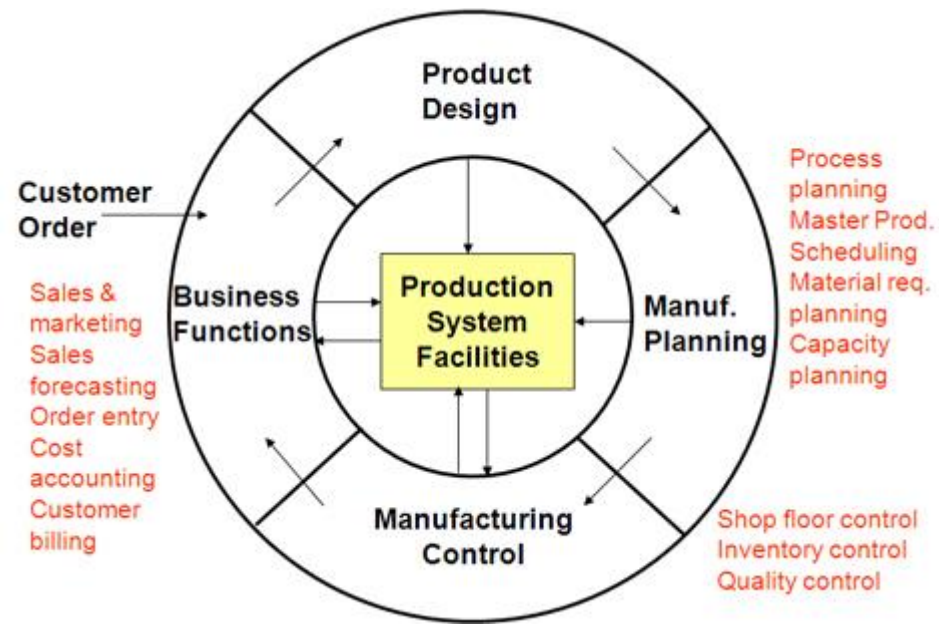 Product
Design
Customer
Order
Process
planning
Master Prod.
Scheduling
Material req.
planning
Capacity
planning
Sales &
marketing
Sales
forecasting
Order entry
Cost
accounting
Customer
billing
Business
Functions
Production
System
Facilities
Manuf.
Planning
Manufacturing
Control
Shop floor control
Inventory control
Quality control